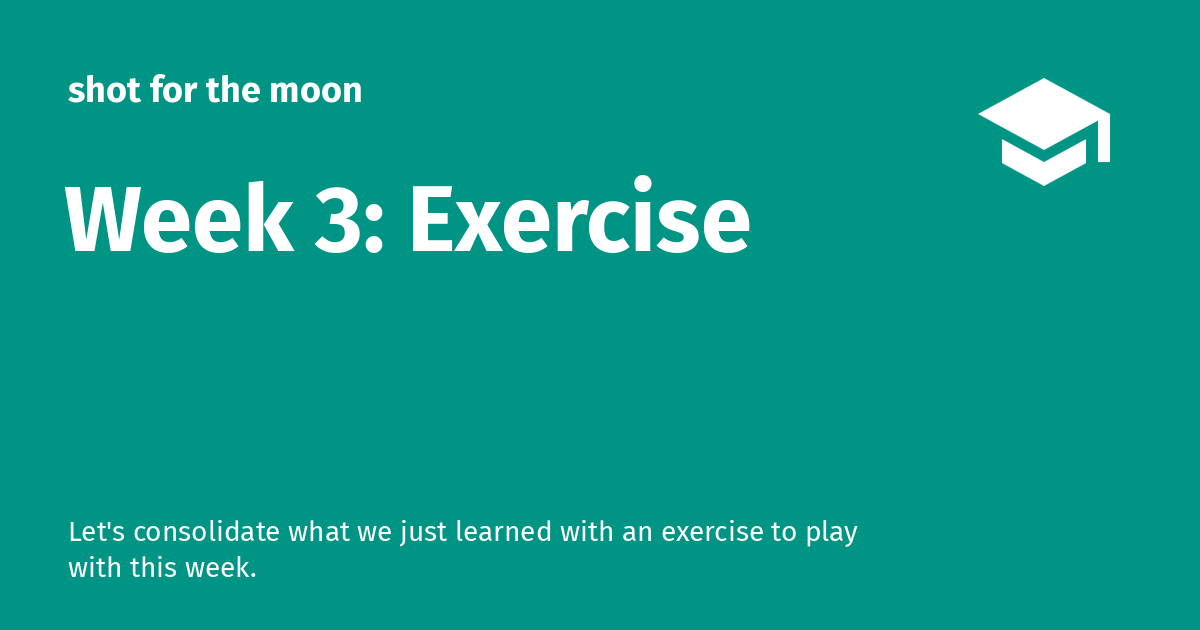 shot for the moon
Week 3: Exercise
Let's consolidate what we just learned with an exercise to play
with this week.